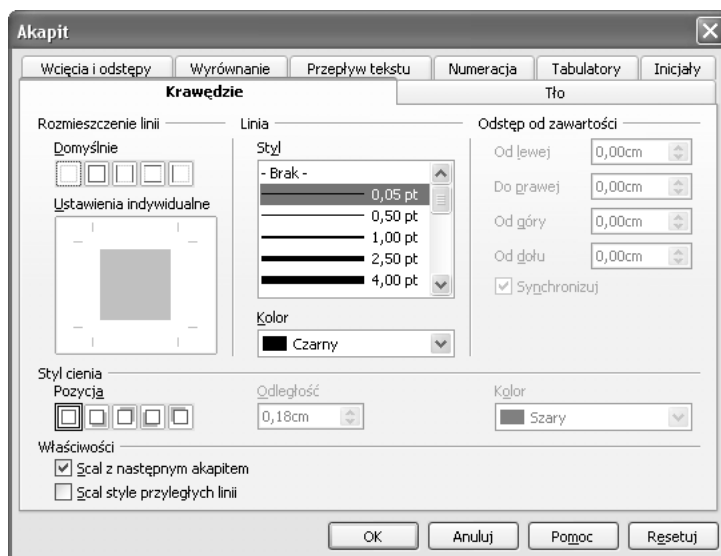 Akapit
Wcięcia i odstępy Wyrównanie Przepływ tekstu Numeracja Tabulatory Inicjały
Krawędzie Tło
Rozmieszczenie linii
Domyślnie
Ustawienia indywidualne
Linia
Styl
- Brak -
0,05 pt
0,50 pt
1,00 pt
2,50 pt
4,00 pt
Kolor
Czarny
Odstęp od zawartości
Od lewej 0,00cm
Do prawej 0,00cm
Od góry 0,00cm
Od dołu 0,00cm
Synchronizuj
Styl cienia
Pozycja
Odległość
0,18cm
Kolor
Szary
Właściwości
Scal z następnym akapitem
Scal style przyległych linii
OK Anuluj Pomoc Resetuj